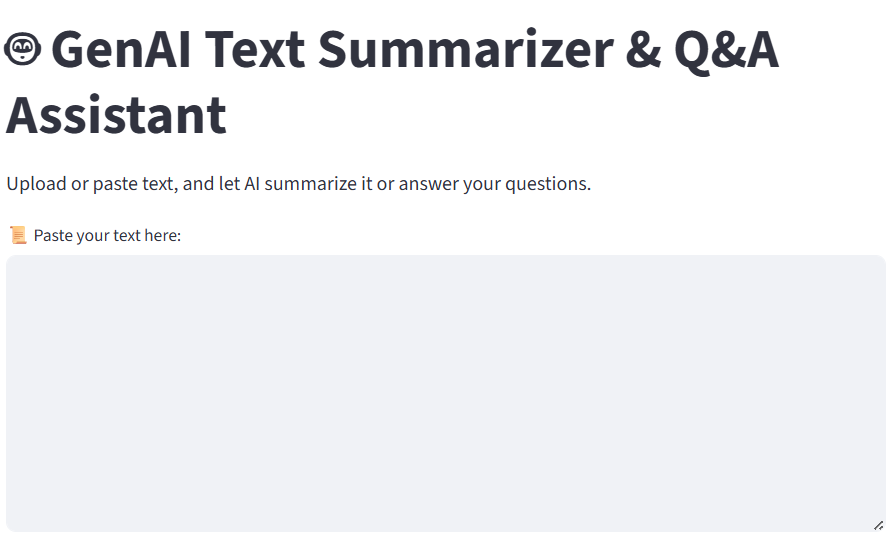 GenAI Text Summarizer & Q&A
Assistant
Upload or paste text, and let AI summarize it or answer your questions.
📜 Paste your text here: